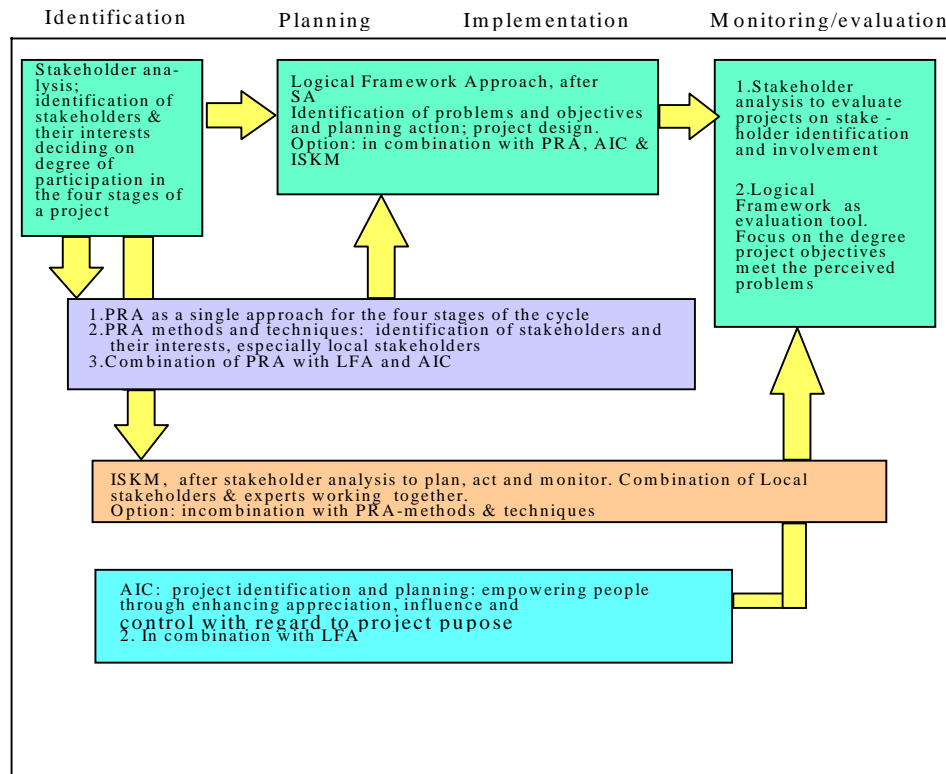 Identification Planning Implementation Monitoring/evaluation
Stakeholder ana-
lysis;
identification of
stakeholders &
their interests
deciding on
degree of
participation in
the four stages of
a project
Logical Framework Approach, after
SA
Identification of problems and objectives
and planning action; project design.
Option: in combination with PRA, AIC &
ISKM
1.Stakeholder
analysis to evaluate
projects on stake -
holder identification
and involvement
2.Logical
Framework as
evaluation tool.
Focus on the degree
project objectives
meet the perceived
problems
1.PRA as a single approach for the four stages of the cycle
2.PRA methods and techniques: identification of stakeholders and
their interests, especially local stakeholders
3.Combination of PRA with LFA and AIC
ISKM, after stakeholder analysis to plan, act and monitor. Combination of Local
stakeholders & experts working together.
Option: incombination with PRA-methods & techniques
AIC: project identification and planning: empowering people
through enhancing appreciation, influence and
control with regard to project pupose
2. In combination with LFA